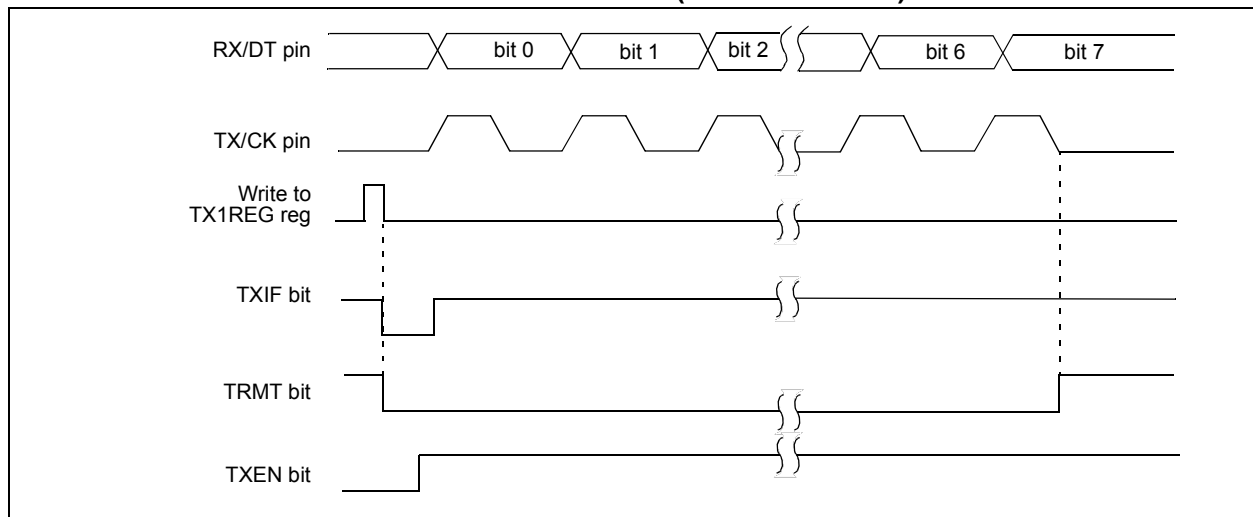 RX/DT pin
bit 0
bit 1
bit 2
bit 6
bit 7
TX/CK pin
Write to
TX1REG reg
TXIF bit
TRMT bit
TXEN bit